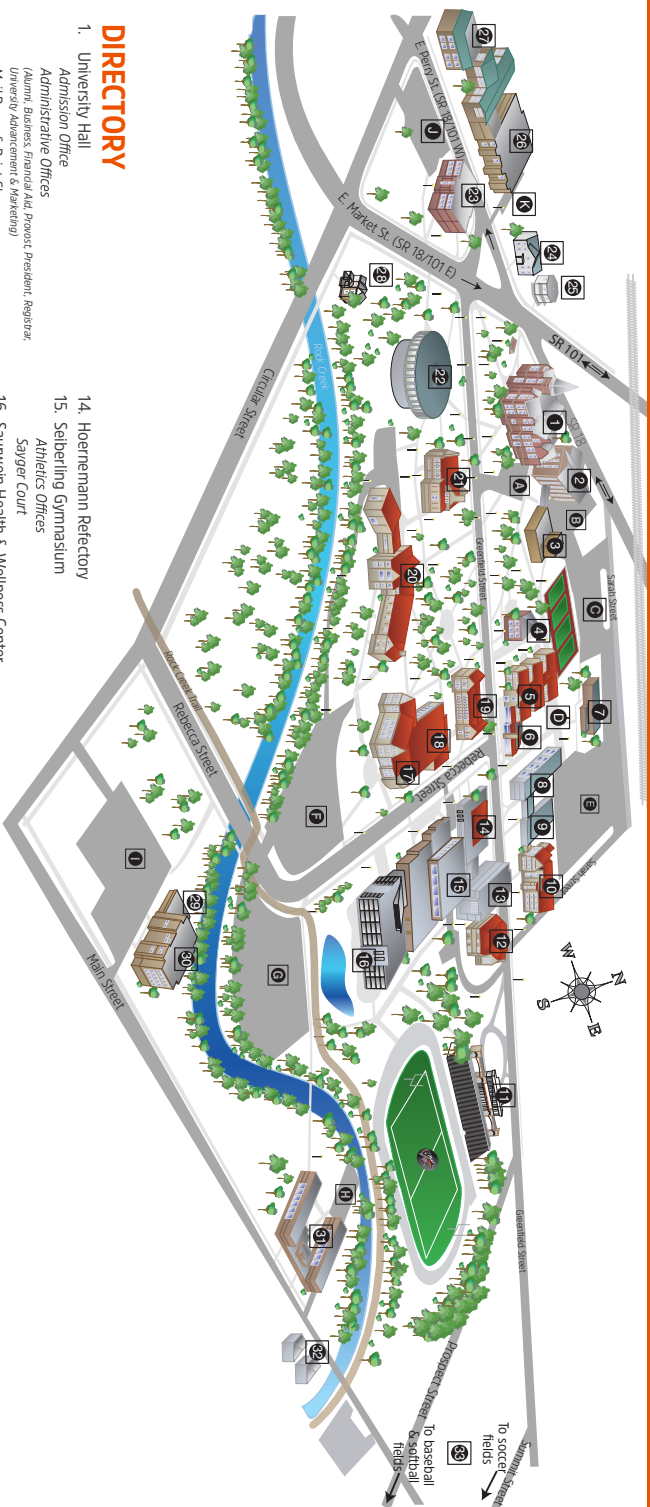 DIRECTORY
1. University Hall
Admission Office
Administrative Offices
(Alumni, Business, Financial Aid, Provost, President, Registrar,
University Advancement & Marketing)
14. Hoernemann Refectory
15. Seiberling Gymnasium
Athletics Offices
Sayger Court
27
26
K
J
23
24
25
E. Perry St. (SR 18/101 W)
E. Market St. (SR 18/101 E)
SR 101
SR 18
28
22
1
2
A
B
3
21
C
Sarah Street
Greenfield Street
4
20
5
D
7
6
19
18
17
8
E
9
Rebecca Street
14
10
Sarah Street
15
13
12
16
F
G
Rock Creek
Circular Street
Rock Creek Trail
Rebecca Street
I
29
30
Main Street
N
W
E
S
11
Greenfield Street
H
31
32
Prospect Street
Summit Street
To soccer
fields
33
To baseball
& softball
fields